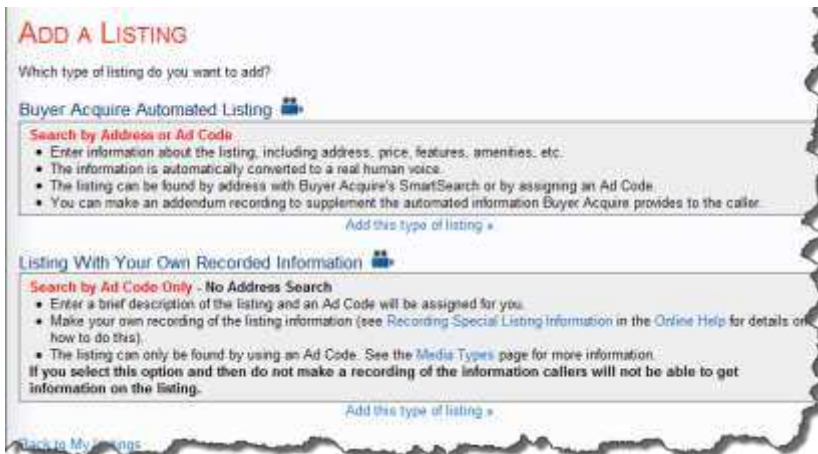 ADD A LISTING
Which type of listing do you want to add?
Buyer Acquire Automated Listing
Search by Address or Ad Code
• Enter information about the listing, including address, price, features, amenities, etc.
• The information is automatically converted to a real human voice.
• The listing can be found by address with Buyer Acquire's SmartSearch or by assigning an Ad Code.
• You can make an addendum recording to supplement the automated information Buyer Acquire provides to the caller.
Add this type of listing »
Listing With Your Own Recorded Information
Search by Ad Code Only - No Address Search
• Enter a brief description of the listing and an Ad Code will be assigned for you.
• Make your own recording of the listing information (see Recording Special Listing Information in the Online Help for details on
how to do this).
• The listing can only be found by using an Ad Code. See the Media Types page for more information.
If you select this option and then do not make a recording of the information callers will not be able to get
information on the listing.
Add this type of listing »
Back to My Listings